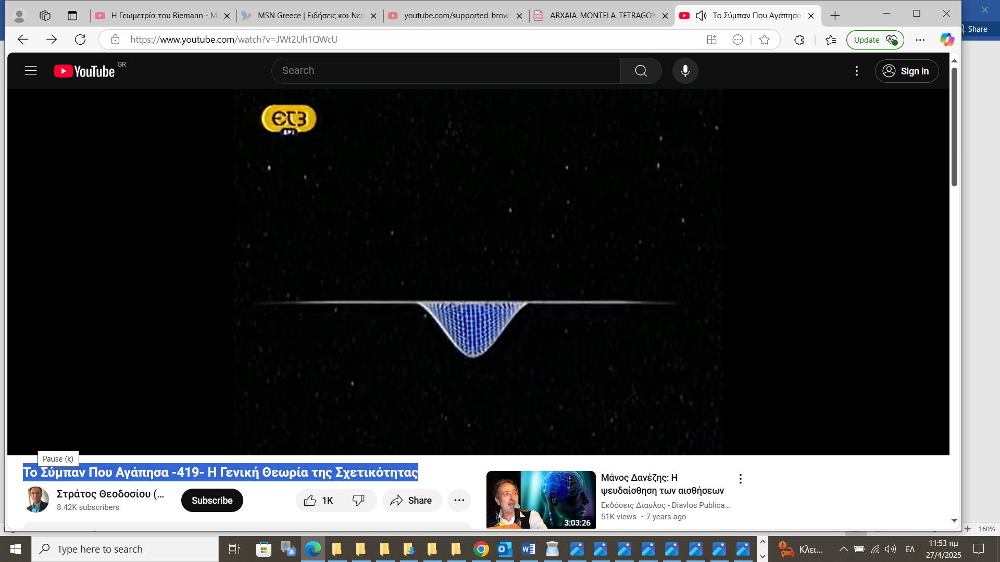 Η Γεωμετρία του Riemann - M
MSN Greece | Ειδήσεις και Νέα
youtube.com/supported_brows
ARXAIA_MONTELA_TETRAGON
Το Σύμπαν Που Αγάπησα
Share
https://www.youtube.com/watch?v=JWt2Uh1QWcU
Update
YouTube GR
Search
Sign in
ЄΤ3
ΕΡΤ
Pause (k)
Το Σύμπαν Που Αγάπησα -419- Η Γενική Θεωρία της Σχετικότητας
Στράτος Θεοδοσίου (...
8.42K subscribers
Subscribe
1K
Share
3:03:26
Μάνος Δανέζης: Η
ψευδαίσθηση των αισθήσεων
Εκδόσεις Δίαυλος - Diavlos Publica...
51K views • 7 years ago
160%
Type here to search
Κλει...
ΕΛ
11:53 πμ
27/4/2025